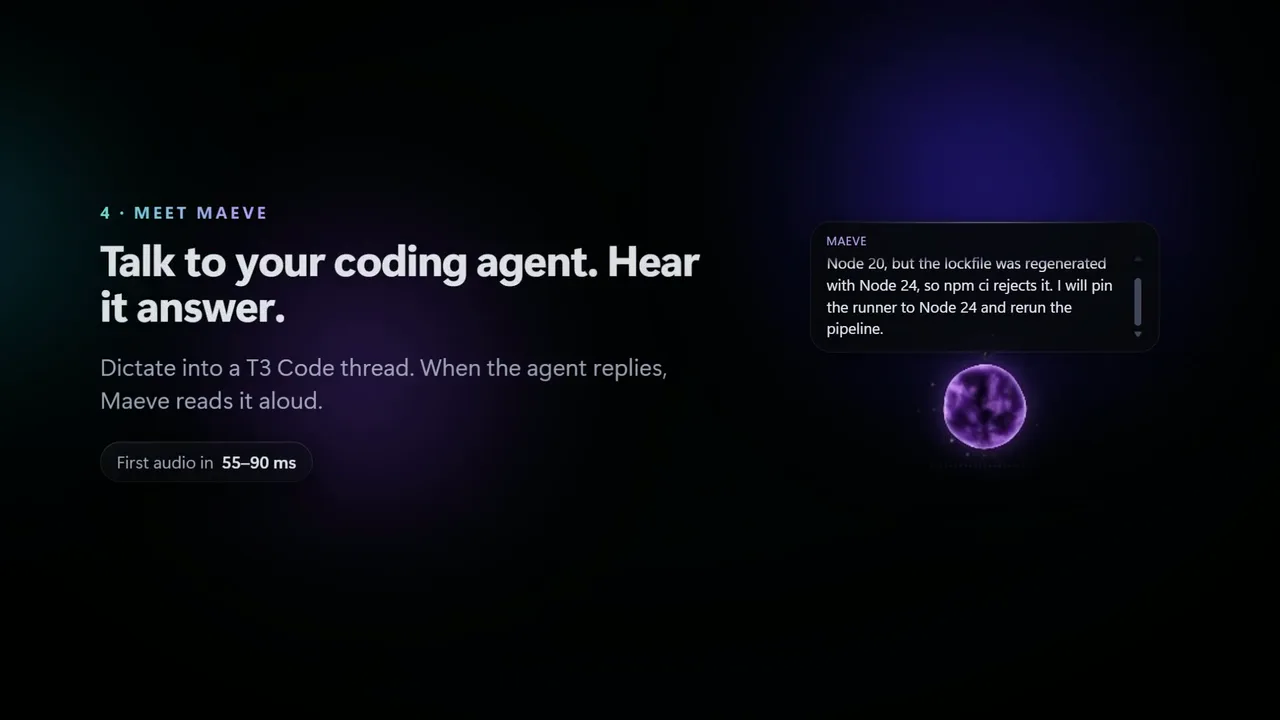 4 · MEET MAEVE
Talk to your coding agent. Hear
it answer.
Dictate into a T3 Code thread. When the agent replies,
Maeve reads it aloud.
First audio in 55–90 ms
MAEVE
Node 20, but the lockfile was regenerated
with Node 24, so npm ci rejects it. I will pin
the runner to Node 24 and rerun the
pipeline.